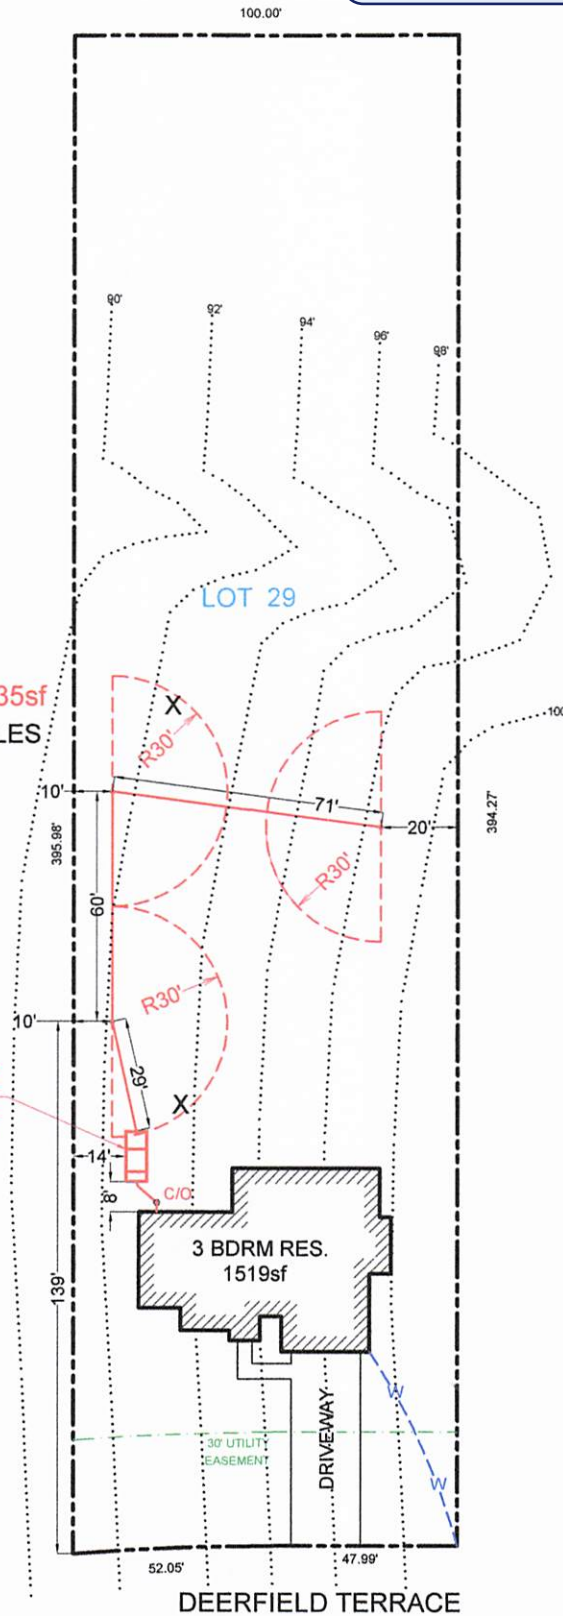 100.00'
90'
92'
94'
96'
98'
LOT 29
35sf
LES
X
R30'
100
10'
71'
20'
394.27'
395.98'
60'
R30'
R30'
10'
29'
X
14'
8'
C/O
3 BDRM RES.
1519sf
139'
W
DRIVEWAY
30' UTILITY
EASEMENT
W
52.05'
47.99'
DEERFIELD TERRACE